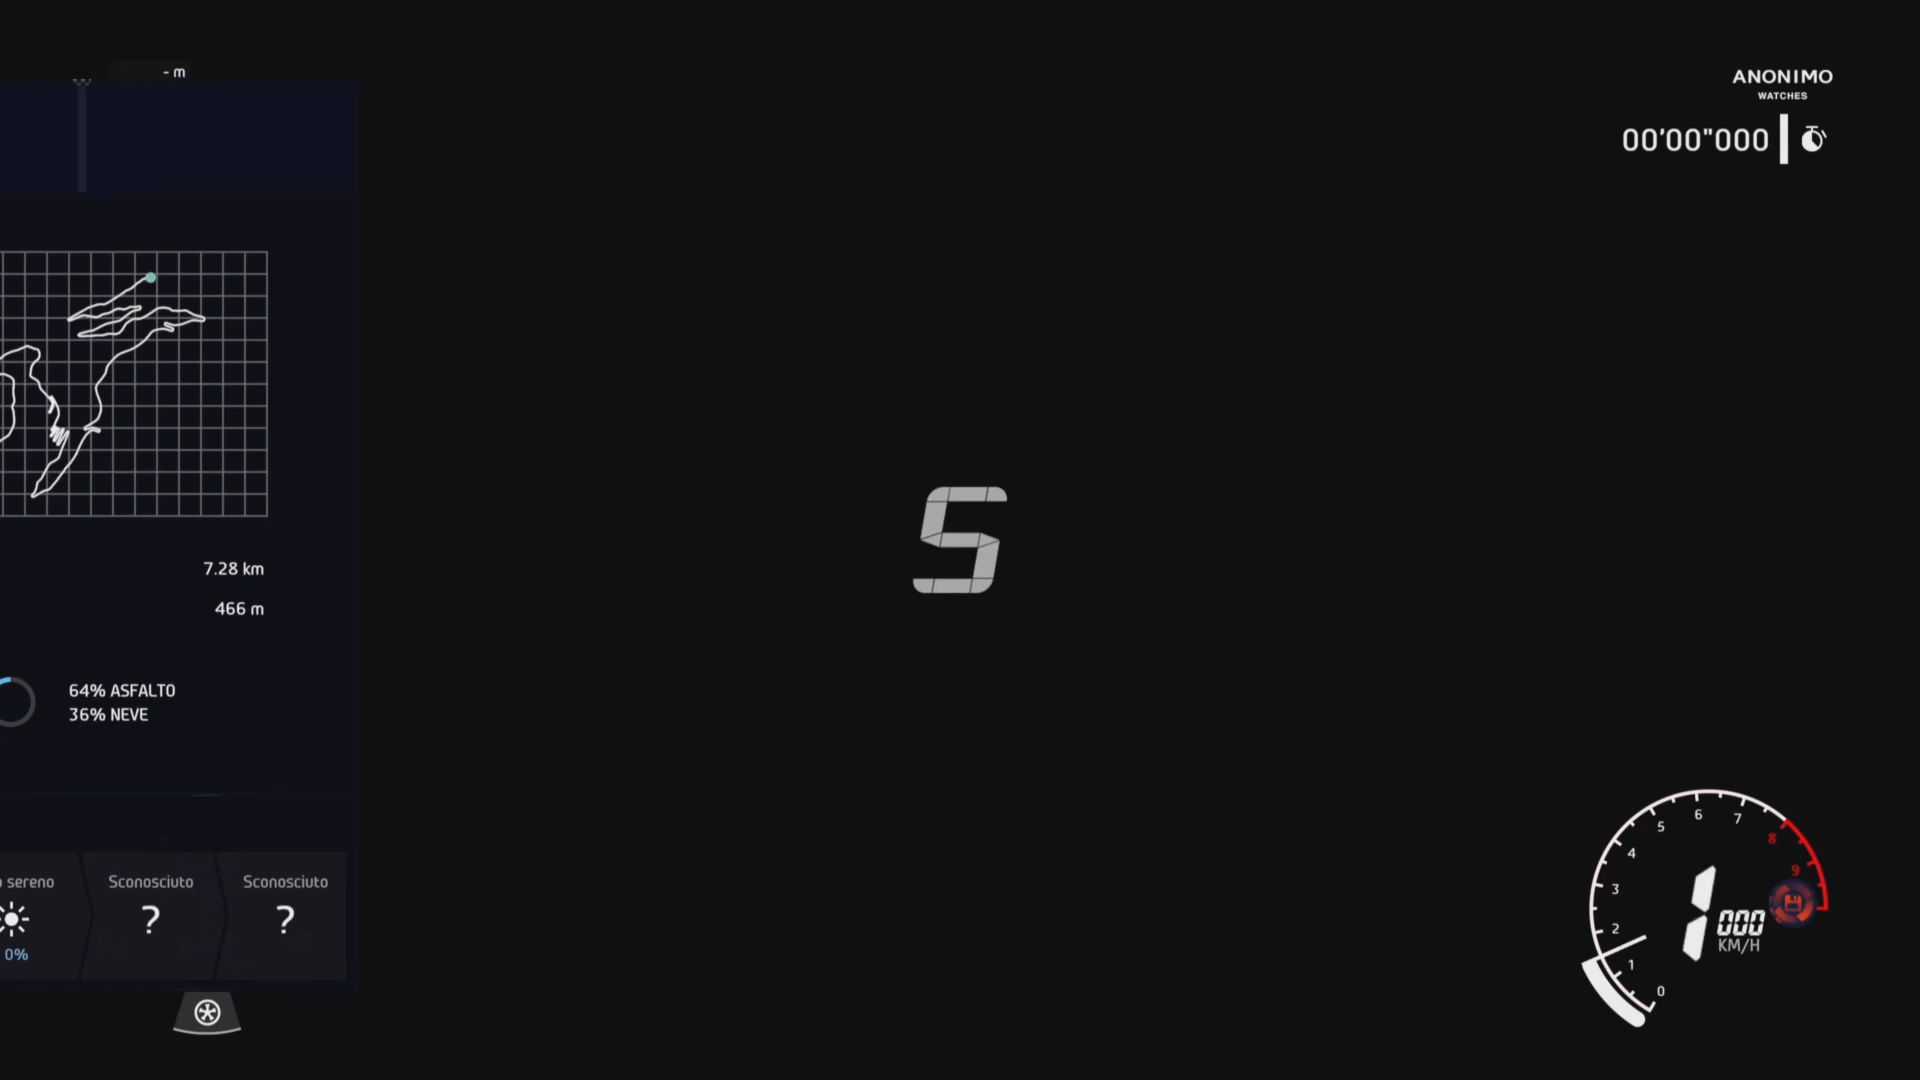 - m
ANONIMO
WATCHES
00'00"000
5
7.28 km
466 m
64% ASFALTO
36% NEVE
sereno
Sconosciuto
Sconosciuto
?
?
0%
0
1
2
3
4
5
6
7
8
9
1
000
KM/H